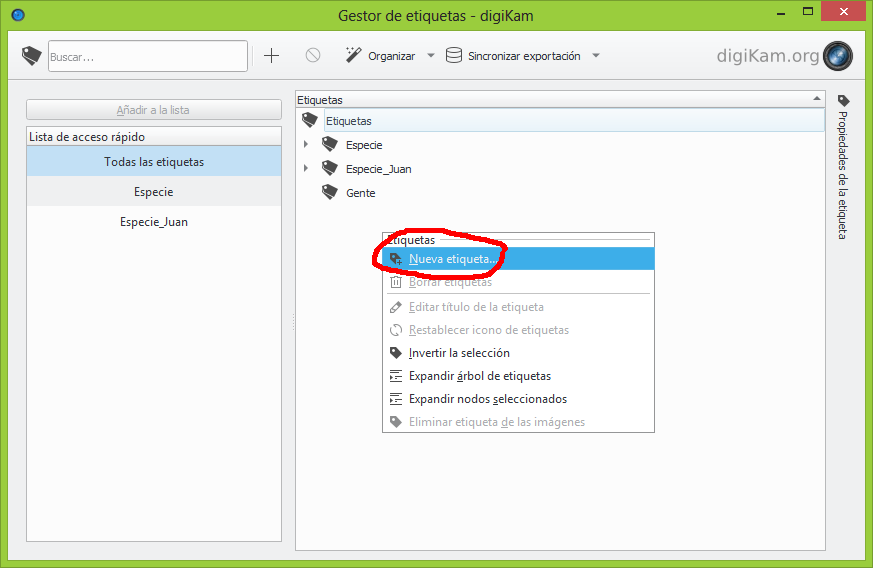 Gestor de etiquetas - digiKam
Buscar...
Organizar
Sincronizar exportación
digiKam.org
Añadir a la lista
Lista de acceso rápido
Todas las etiquetas
Especie
Especie_Juan
Etiquetas
Etiquetas
Especie
Especie_Juan
Gente
Etiquetas
Nueva etiqueta...
Borrar etiquetas
Editar título de la etiqueta
Restablecer icono de etiquetas
Invertir la selección
Expandir árbol de etiquetas
Expandir nodos seleccionados
Eliminar etiqueta de las imágenes
Propiedades de la etiqueta